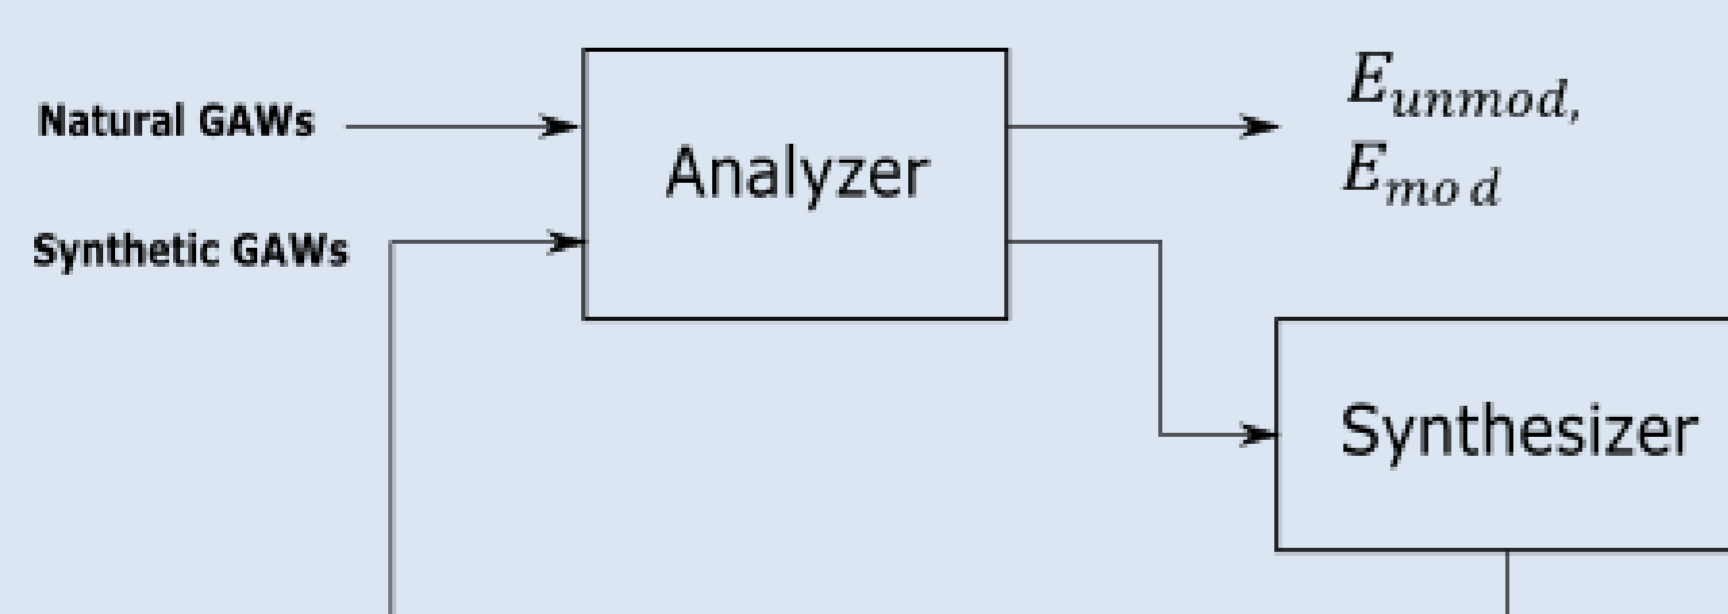 Natural GAWs
Synthetic GAWs
Analyzer
E_unmod,
E_mod
Synthesizer